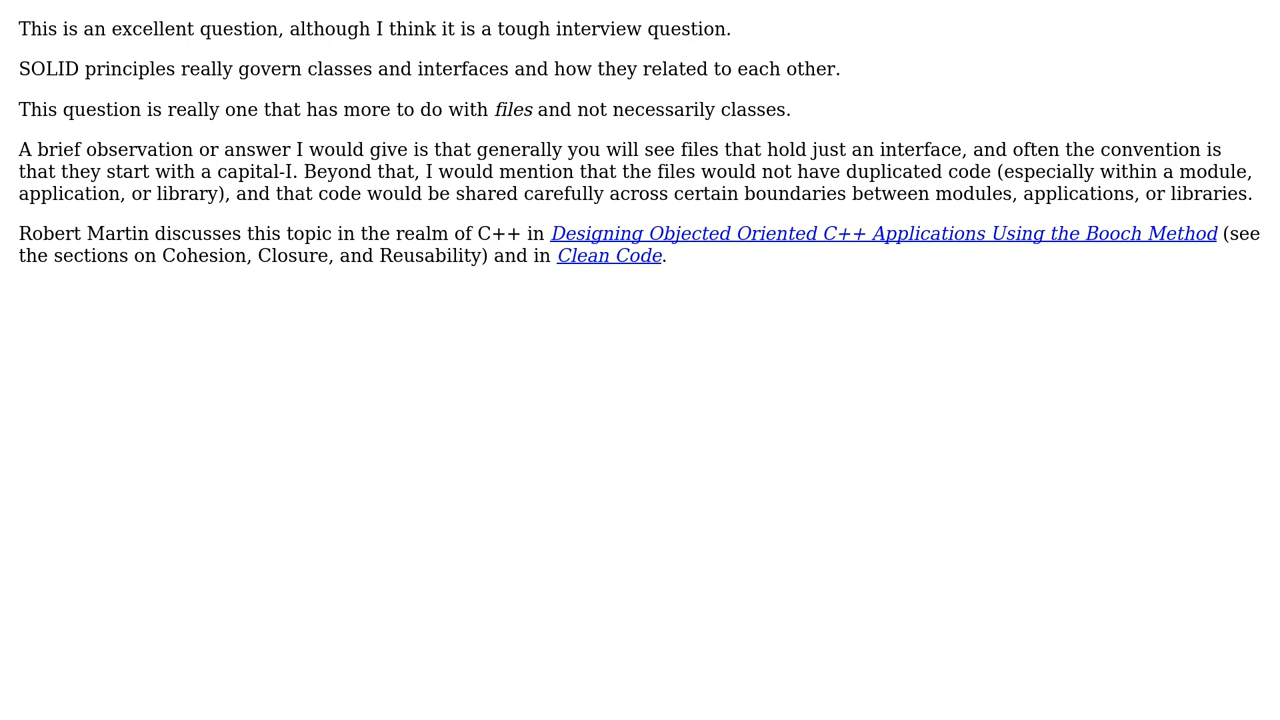 This is an excellent question, although I think it is a tough interview question.
SOLID principles really govern classes and interfaces and how they related to each other.
This question is really one that has more to do with files and not necessarily classes.
A brief observation or answer I would give is that generally you will see files that hold just an interface, and often the convention is
that they start with a capital-I. Beyond that, I would mention that the files would not have duplicated code (especially within a module,
application, or library), and that code would be shared carefully across certain boundaries between modules, applications, or libraries.
Robert Martin discusses this topic in the realm of C++ in Designing Objected Oriented C++ Applications Using the Booch Method (see
the sections on Cohesion, Closure, and Reusability) and in Clean Code.